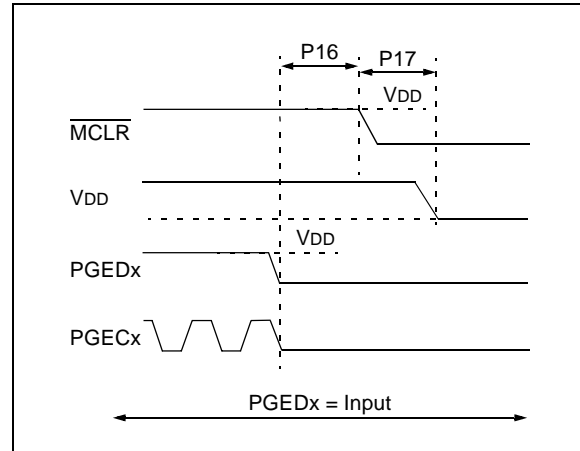 P16
P17
VDD
MCLR
VDD
VDD
PGEDx
PGECx
PGEDx = Input